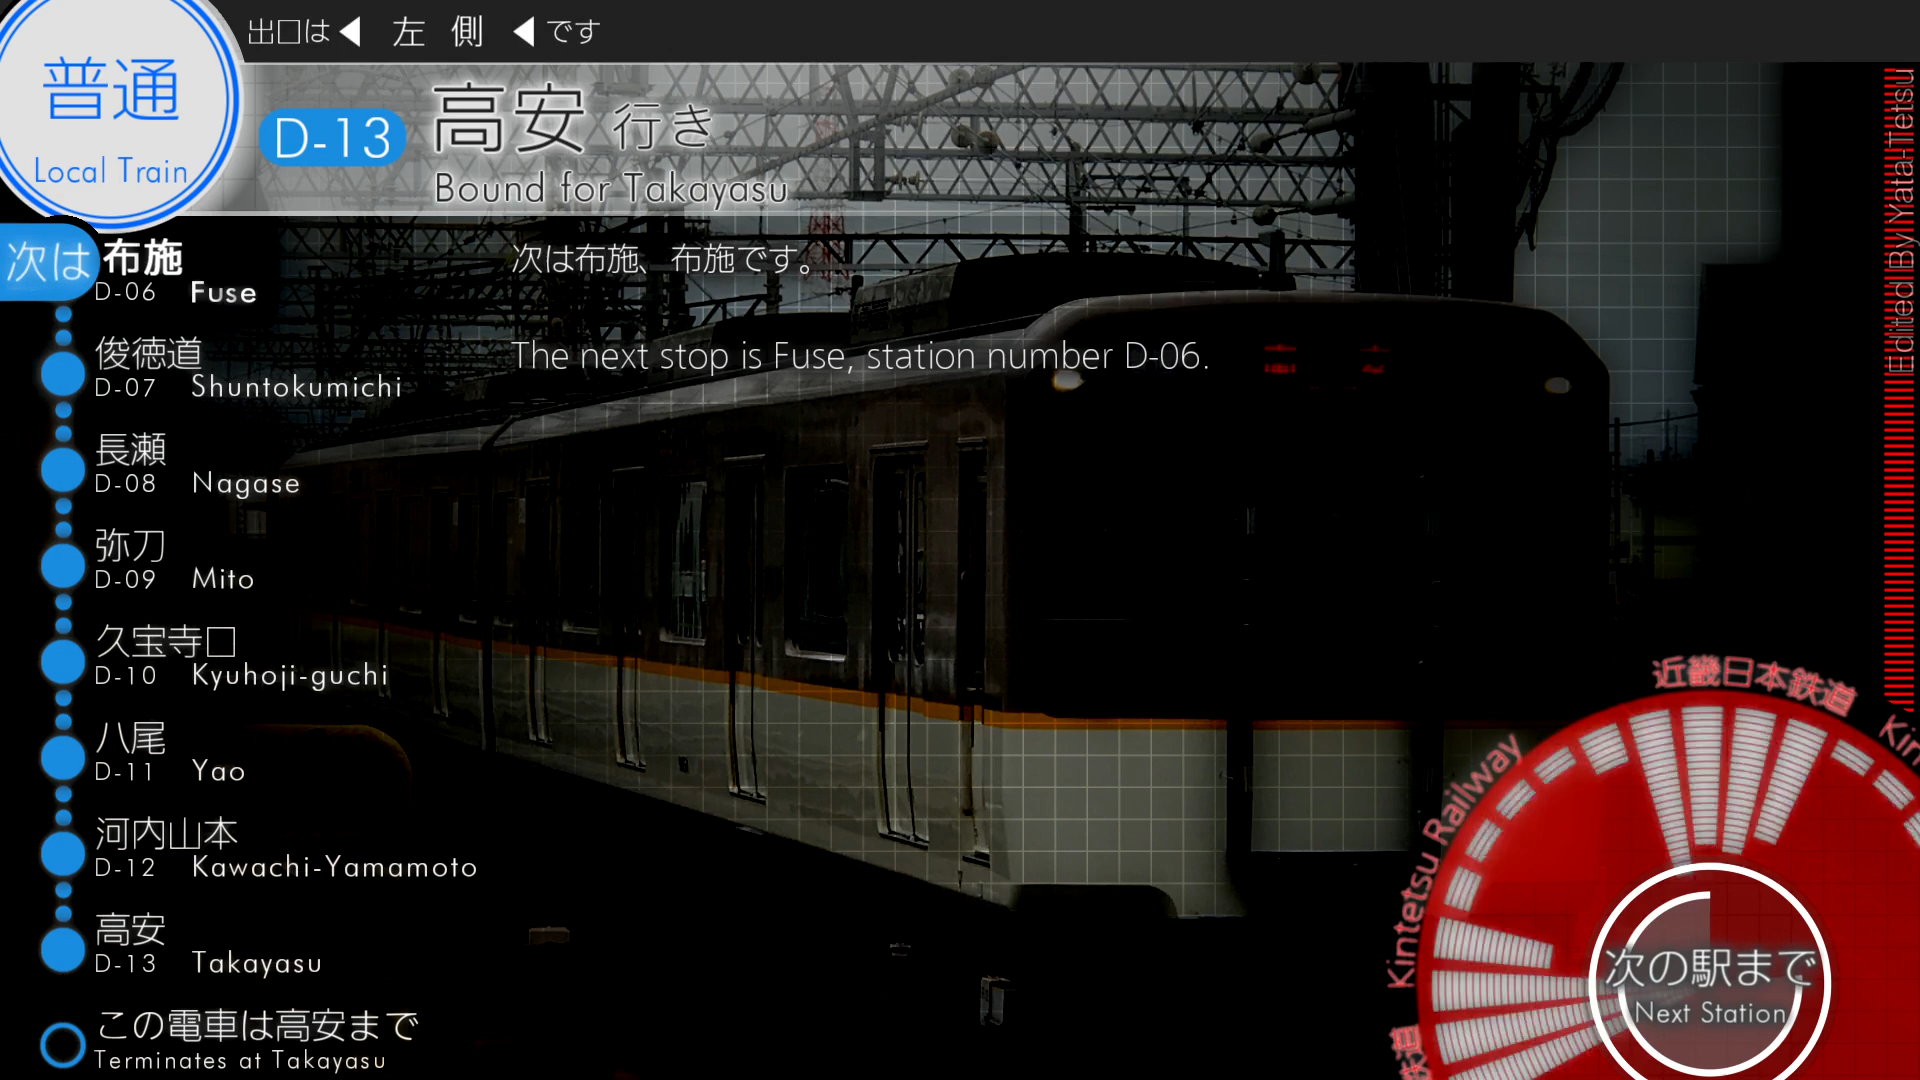 出口は◀ 左 側 ◀です
普通
Local Train
D-13 高安 行き
Bound for Takayasu
次は 布施
D-06 Fuse
俊徳道
D-07 Shuntokumichi
長瀬
D-08 Nagase
弥刀
D-09 Mito
久宝寺口
D-10 Kyuhoji-guchi
八尾
D-11 Yao
河内山本
D-12 Kawachi-Yamamoto
高安
D-13 Takayasu
この電車は高安まで
Terminates at Takayasu
次は布施、布施です。
The next stop is Fuse, station number D-06.
Edited By Yata-Tetsu
近畿日本鉄道
Kintetsu Railway
次の駅まで
Next Station